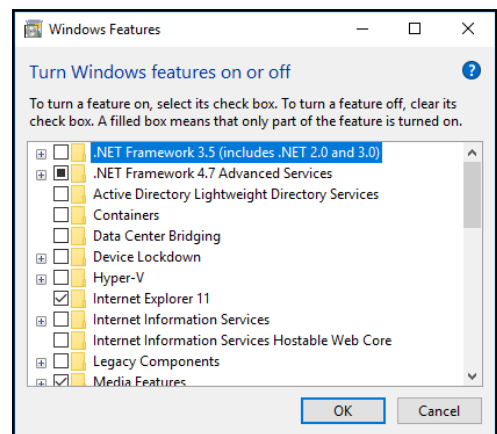 Windows Features
Turn Windows features on or off
?
To turn a feature on, select its check box. To turn a feature off, clear its
check box. A filled box means that only part of the feature is turned on.
.NET Framework 3.5 (includes .NET 2.0 and 3.0)
.NET Framework 4.7 Advanced Services
Active Directory Lightweight Directory Services
Containers
Data Center Bridging
Device Lockdown
Hyper-V
Internet Explorer 11
Internet Information Services
Internet Information Services Hostable Web Core
Legacy Components
Media Features
OK Cancel